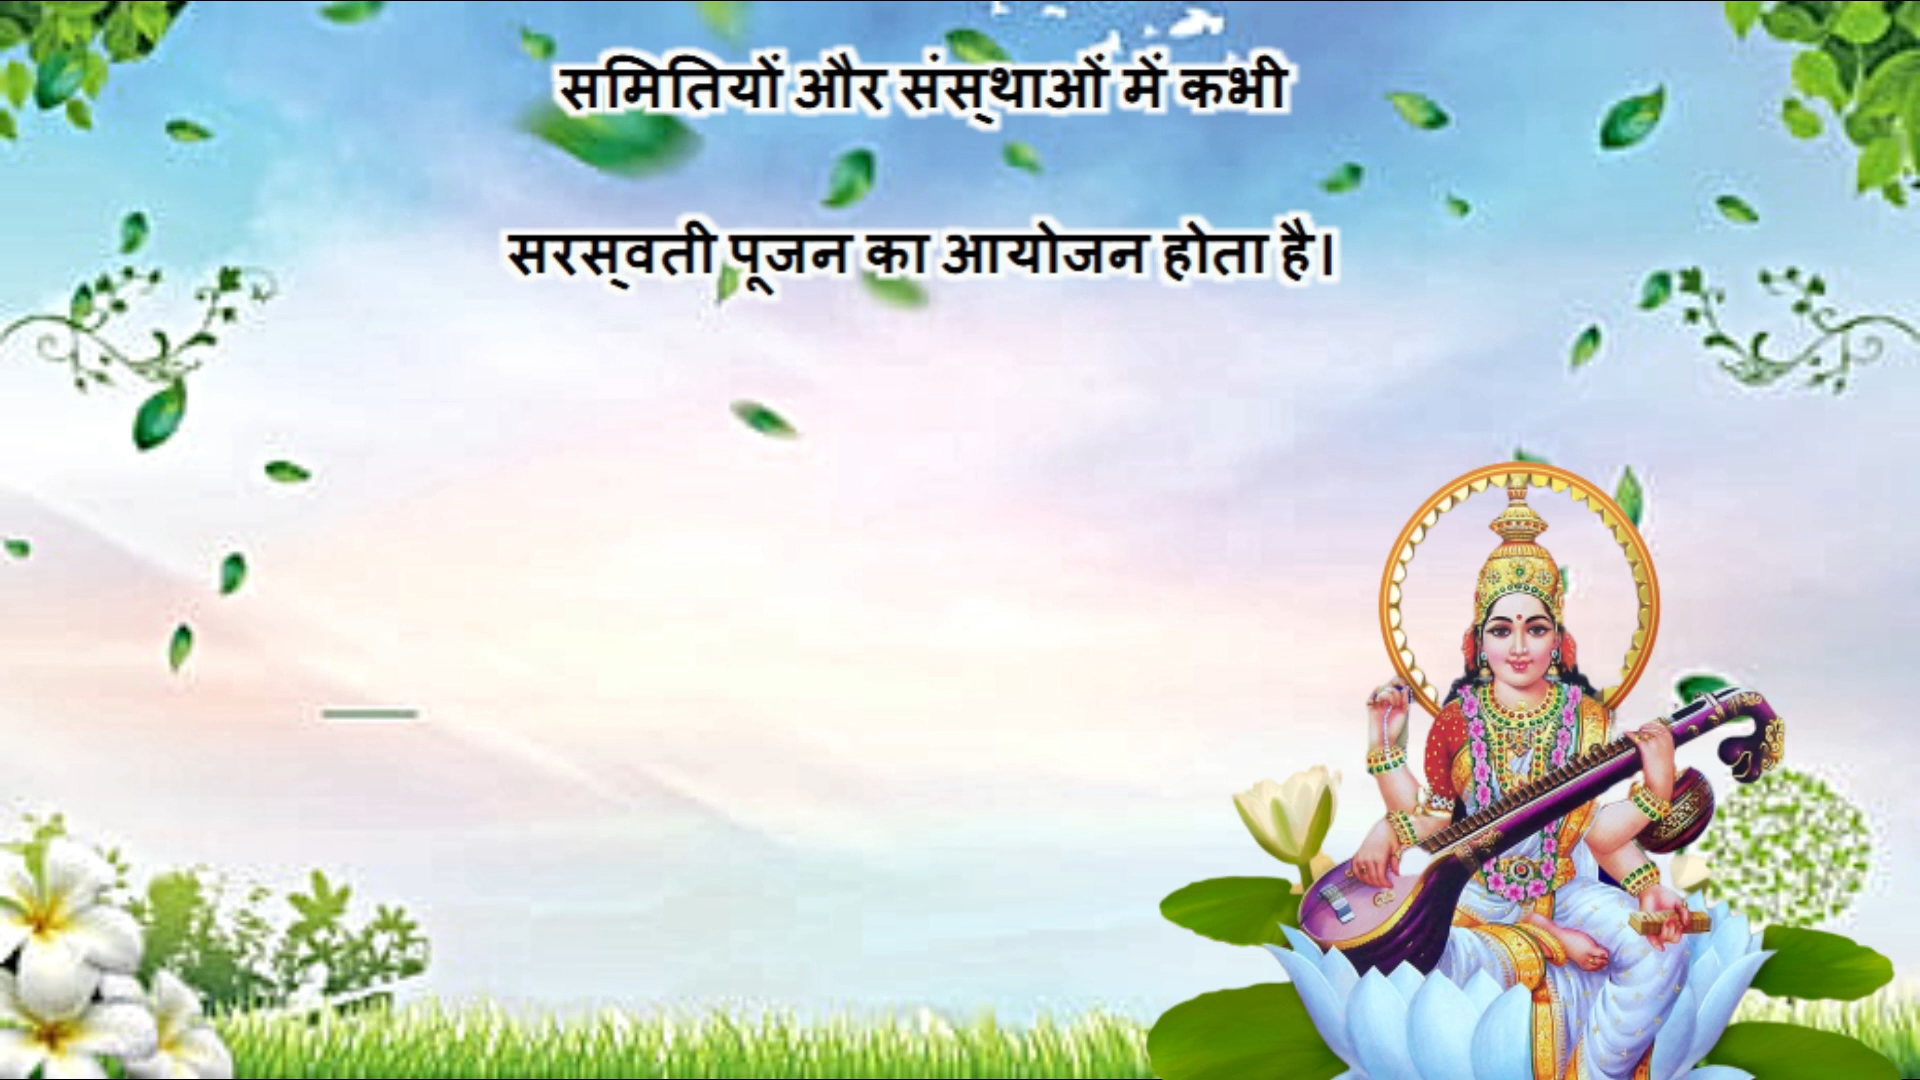 समितियों और संस्थाओं में कभी
सरस्वती पूजन का आयोजन होता है।